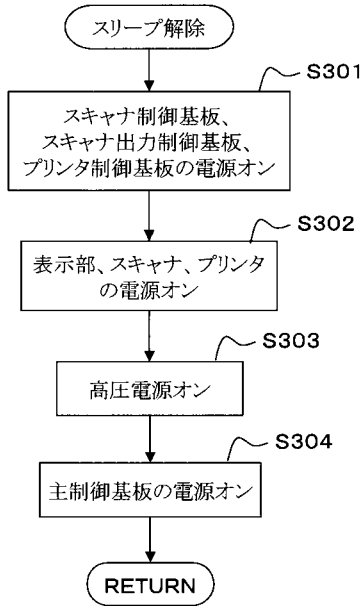 スリープ解除
S301
スキャナ制御基板、
スキャナ出力制御基板、
プリンタ制御基板の電源オン
S302
表示部、スキャナ、プリンタ
の電源オン
S303
高圧電源オン
S304
主制御基板の電源オン
RETURN